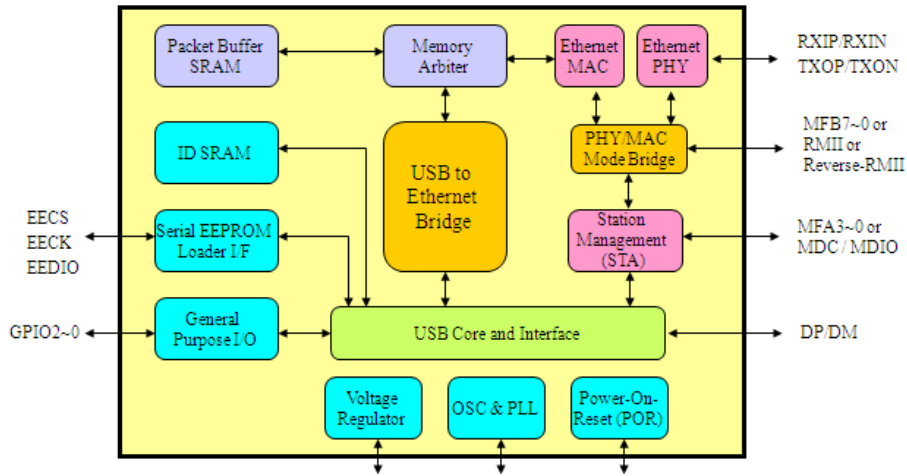 Packet Buffer
SRAM
Memory
Arbiter
Ethernet
MAC
Ethernet
PHY
RXIP/RXIN
TXOP/TXON
ID SRAM
USB to
Ethernet
Bridge
PHY/MAC
Mode Bridge
MFB7~0 or
RMII or
Reverse-RMII
EECS
EECK
EEDIO
Serial EEPROM
Loader I/F
Station
Management
(STA)
MFA3~0 or
MDC / MDIO
GPIO2~0
General
Purpose I/O
USB Core and Interface
DP/DM
Voltage
Regulator
OSC & PLL
Power-On-
Reset (POR)